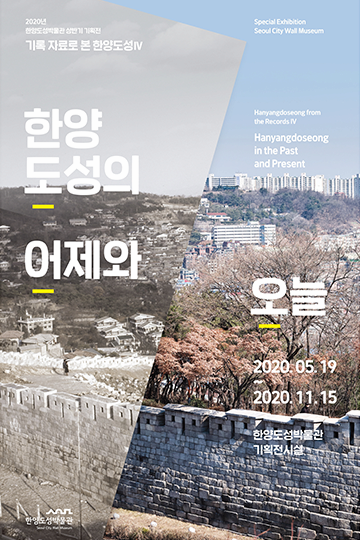 2020년
한양도성박물관 상반기 기획전
기록 자료로 본 한양도성Ⅳ
Special Exhibition
Seoul City Wall Museum
한양
도성의
어제와
오늘
Hanyangdoseong from
the Records IV
Hanyangdoseong
in the Past
and Present
2020. 05. 19
~
2020. 11. 15
한양도성박물관
기획전시실
한양도성박물관
Seoul City Wall Museum